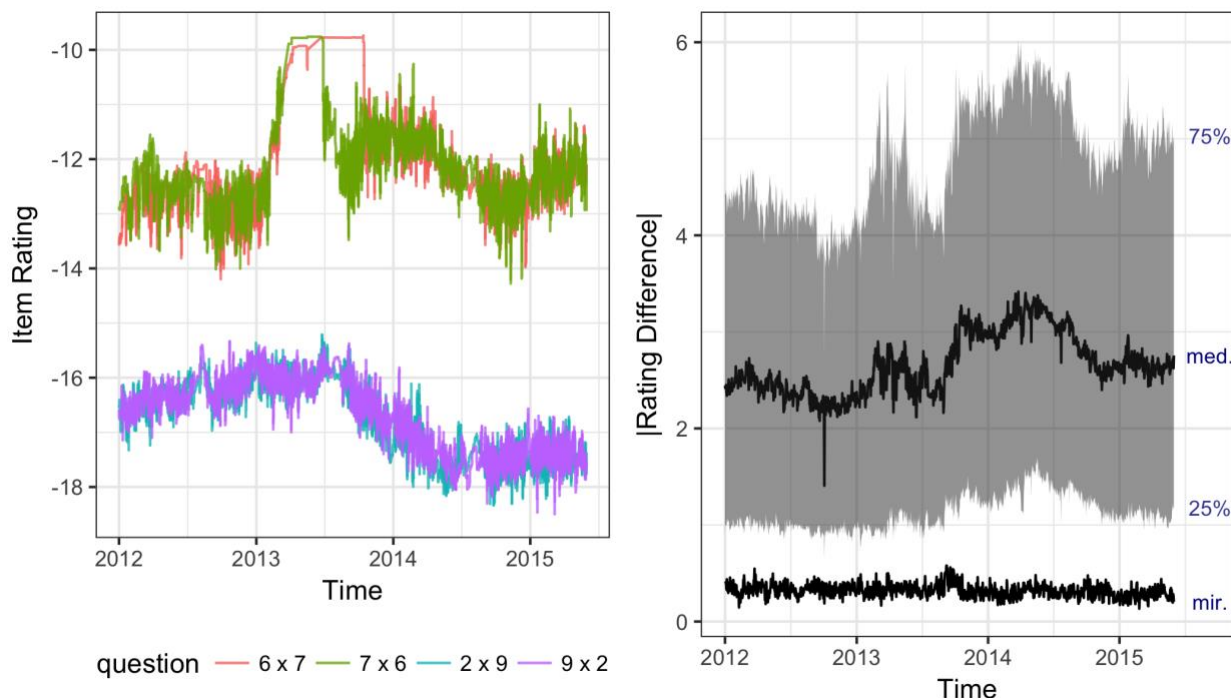 Item Rating
-10
-12
-14
-16
-18
2012 2013 2014 2015
Time
question 6 x 7 7 x 6 2 x 9 9 x 2
|Rating Difference|
6
4
2
0
75%
med.
25%
mir.
2012 2013 2014 2015
Time